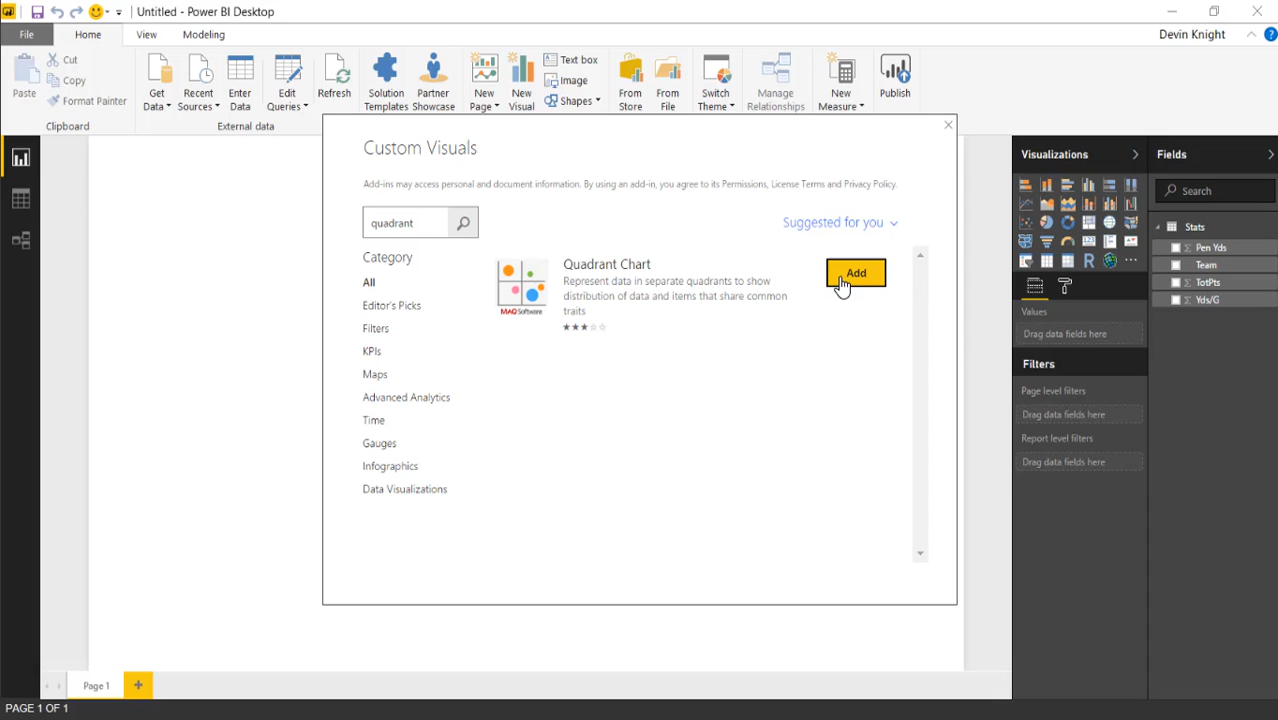 Untitled - Power BI Desktop
File Home View Modeling Devin Knight
Paste
Cut
Copy
Format Painter
Get Data
Recent Sources
Enter Data
Edit Queries
Refresh
Solution Templates
Partner Showcase
New Page
New Visual
Text box
Image
Shapes
From Store
From File
Switch Theme
Manage Relationships
New Measure
Publish
Clipboard
External data
Custom Visuals
Add-ins may access personal and document information. By using an add-in, you agree to its Permissions, License Terms and Privacy Policy.
quadrant
Suggested for you
Category
All
Editor's Picks
Filters
KPIs
Maps
Advanced Analytics
Time
Gauges
Infographics
Data Visualizations
MAQ Software
Quadrant Chart
Represent data in separate quadrants to show
distribution of data and items that share common
traits
Add
Visualizations
R
Values
Drag data fields here
Filters
Page level filters
Drag data fields here
Report level filters
Drag data fields here
Fields
Search
Stats
Pen Yds
Team
TotPts
Yds/G
Page 1
PAGE 1 OF 1